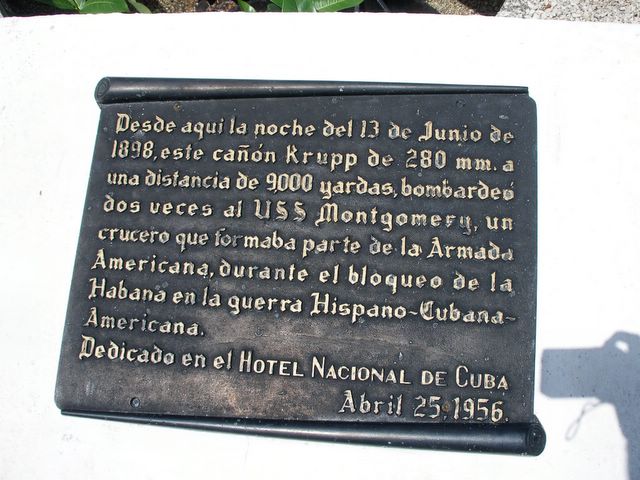 Desde aqui la noche del 13 de Junio de
1898, este cañón Krupp de 280 mm. a
una distancia de 9000 yardas, bombardeó
dos veces al USS Montgomery, un
crucero que formaba parte de la Armada
Americana, durante el bloqueo de la
Habana en la guerra Hispano-Cubana-
Americana.
Dedicado en el HOTEL NACIONAL DE CUBA
Abril 25, 1956.